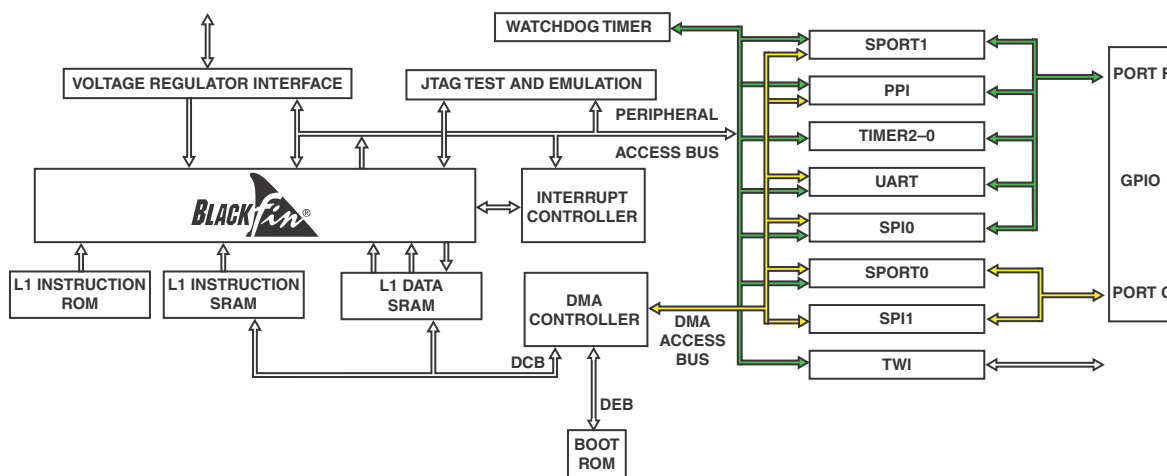 WATCHDOG TIMER
VOLTAGE REGULATOR INTERFACE
JTAG TEST AND EMULATION
PERIPHERAL
ACCESS BUS
BLACKfin®
INTERRUPT
CONTROLLER
L1 INSTRUCTION
ROM
L1 INSTRUCTION
SRAM
L1 DATA
SRAM
DMA
CONTROLLER
DMA
ACCESS
BUS
DCB
DEB
BOOT
ROM
SPORT1
PPI
TIMER2–0
UART
SPI0
SPORT0
SPI1
TWI
PORT
GPIO
PORT